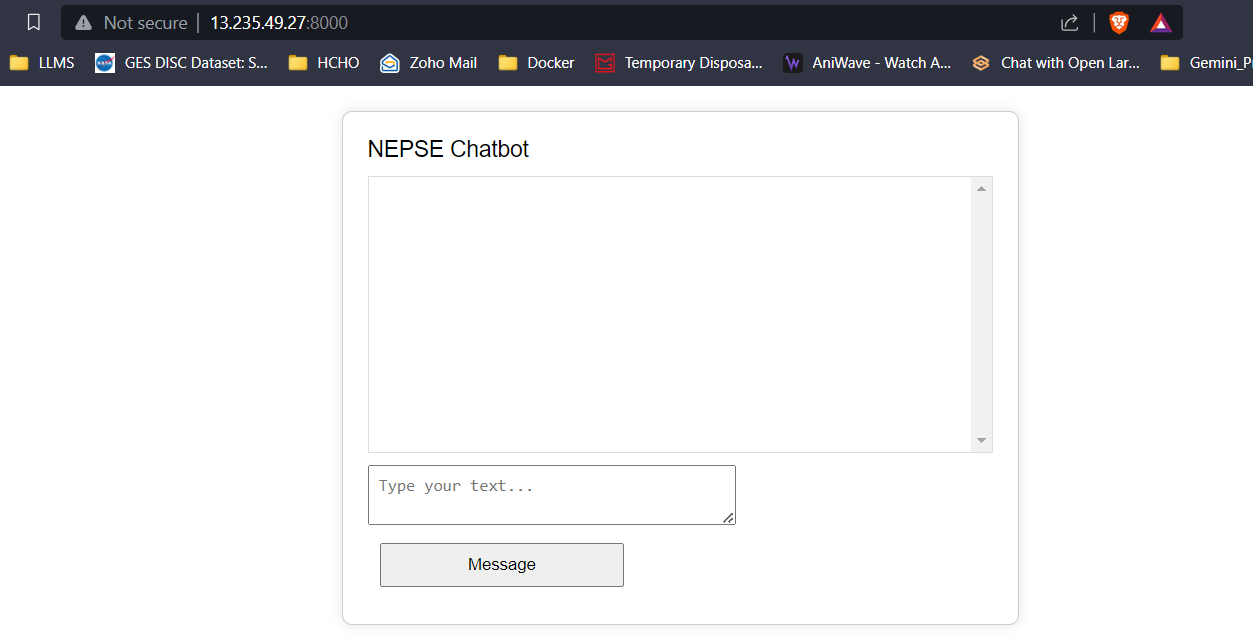 Not secure 13.235.49.27:8000
LLMS GES DISC Dataset: S... HCHO Zoho Mail Docker Temporary Disposa... AniWave - Watch A... Chat with Open Lar... Gemini_P
NEPSE Chatbot
Type your text...
Message